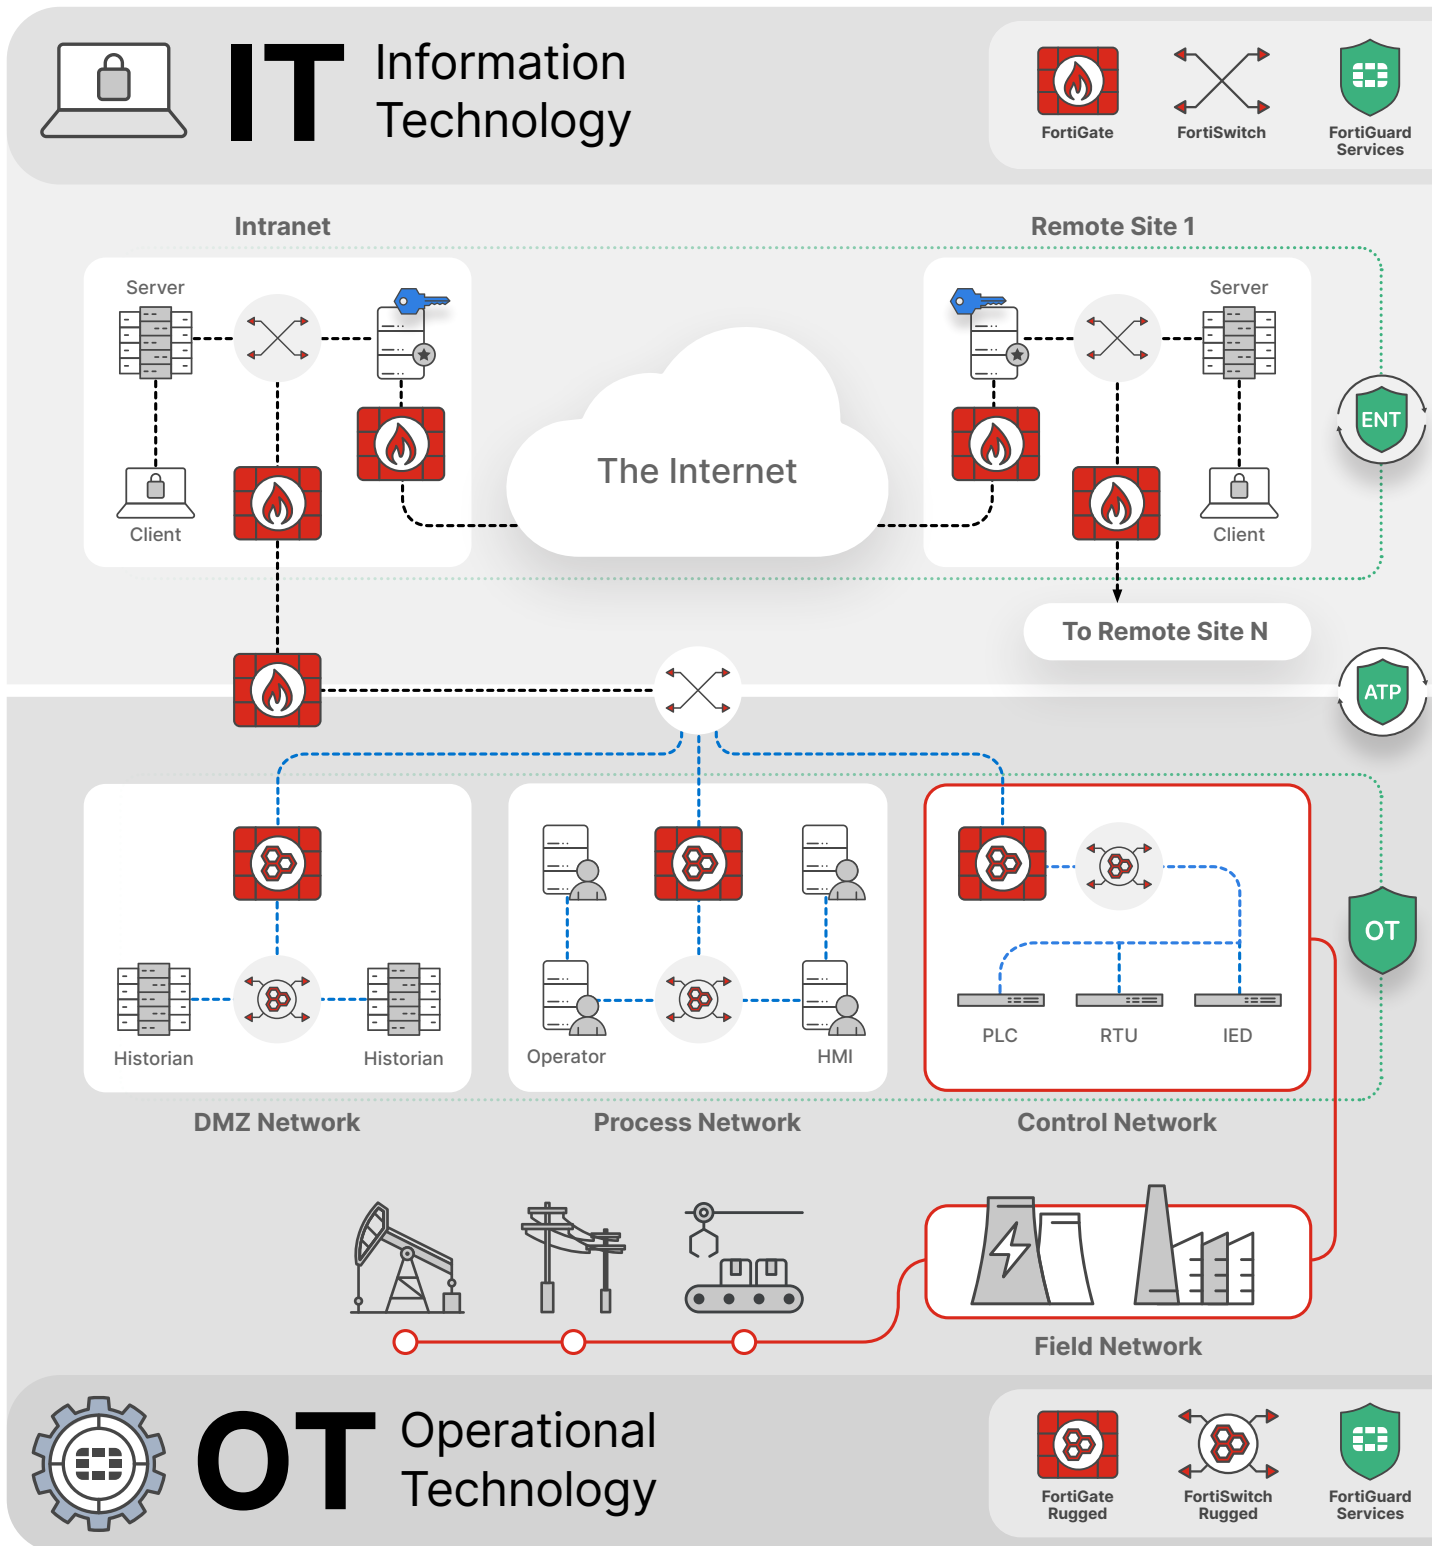 IT
Information
Technology
FortiGate
FortiSwitch
FortiGuard
Services
Intranet
Remote Site 1
Server
Server
The Internet
ENT
Client
Client
To Remote Site N
ATP
OT
Historian
Historian
Operator
HMI
PLC
RTU
IED
DMZ Network
Process Network
Control Network
Field Network
OT
Operational
Technology
FortiGate
Rugged
FortiSwitch
Rugged
FortiGuard
Services